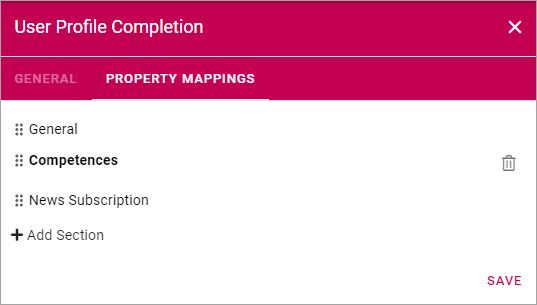 User Profile Completion
GENERAL PROPERTY MAPPINGS
General
Competences
News Subscription
Add Section
SAVE